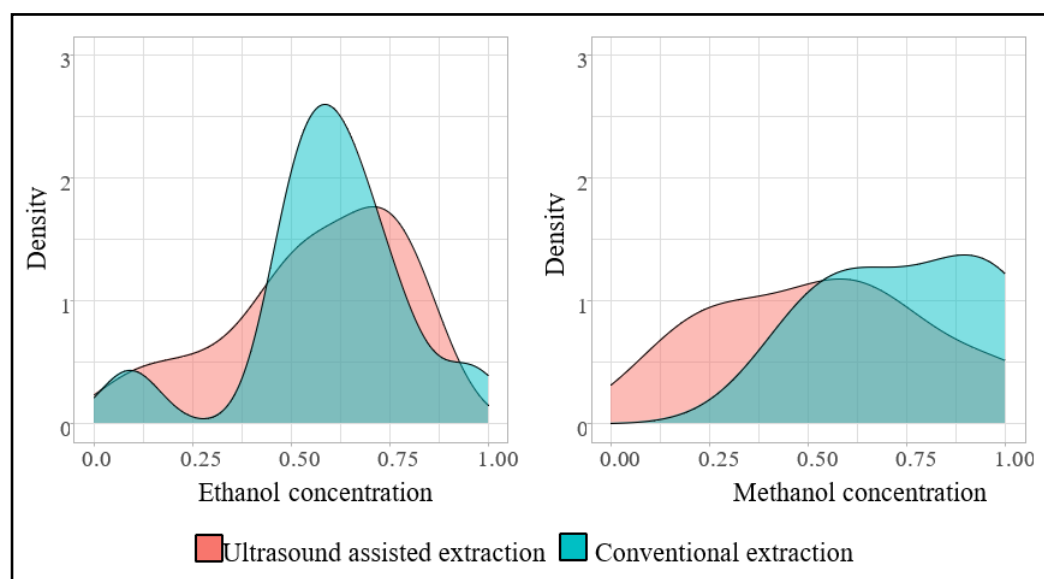 3
2
1
0
Density
0.0 0.25 0.50 0.75 1.00
Ethanol concentration
3
2
1
0
Density
0.00 0.25 0.50 0.75 1.00
Methanol concentration
Ultrasound assisted extraction Conventional extraction